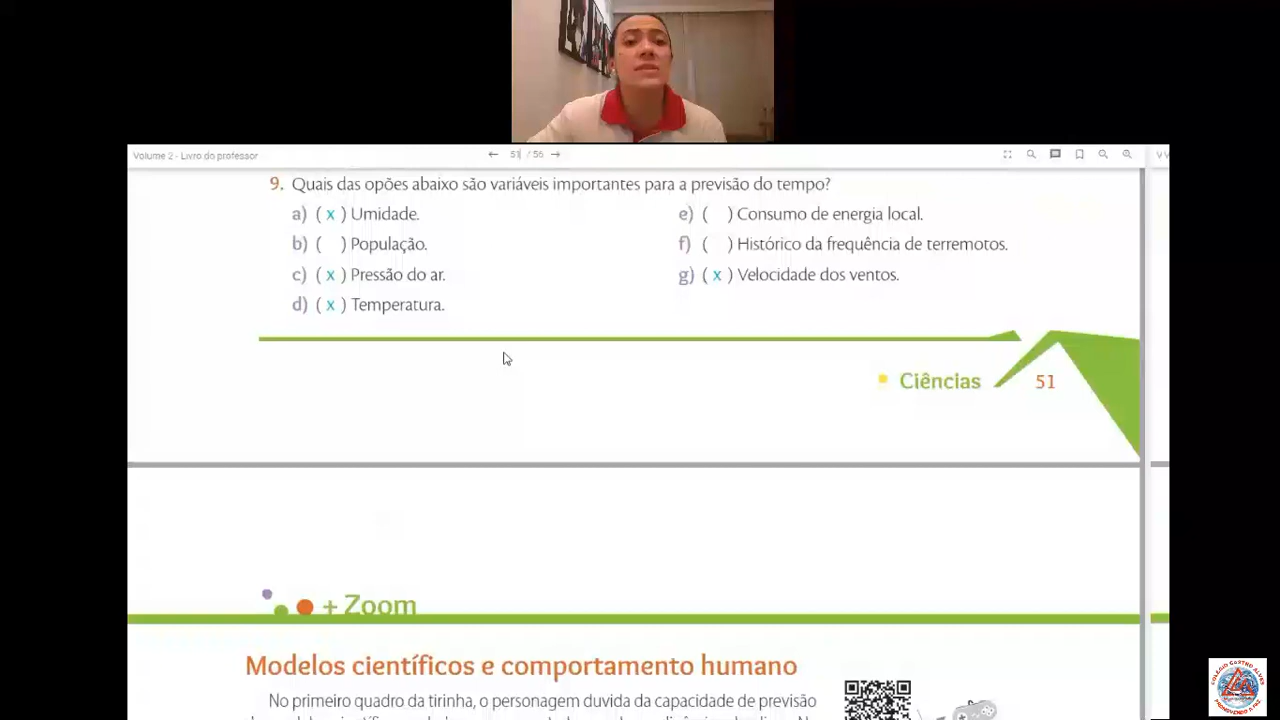 Volume 2 - Livro do professor
51 / 56
9. Quais das opões abaixo são variáveis importantes para a previsão do tempo?
a) ( x ) Umidade.
b) ( ) População.
c) ( x ) Pressão do ar.
d) ( x ) Temperatura.
e) ( ) Consumo de energia local.
f) ( ) Histórico da frequência de terremotos.
g) ( x ) Velocidade dos ventos.
Ciências 51
+ Zoom
Modelos científicos e comportamento humano
No primeiro quadro da tirinha, o personagem duvida da capacidade de previsão